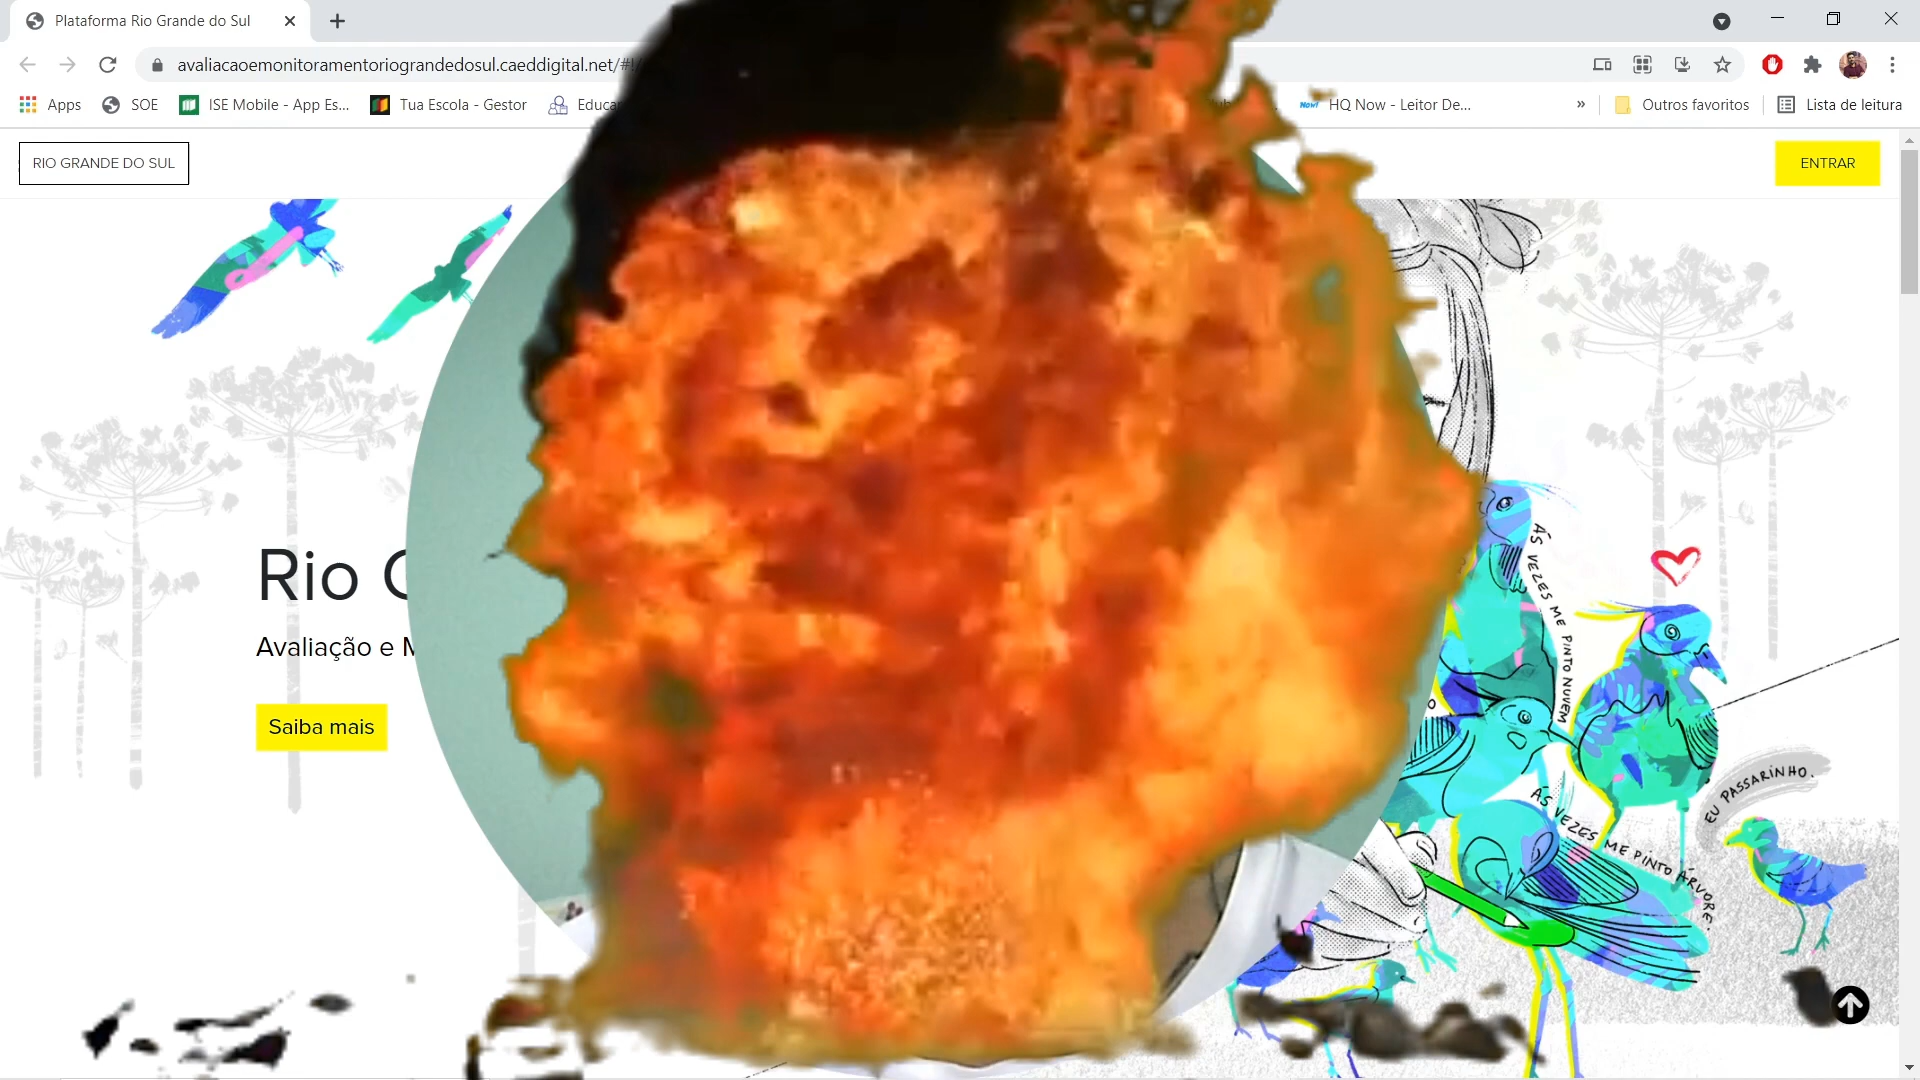 Plataforma Rio Grande do Sul
avaliacaoemonitoramentoriograndedosul.caeddigital.net/#!/
Apps SOE ISE Mobile - App Es... Tua Escola - Gestor HQ Now - Leitor De... » Outros favoritos Lista de leitura
RIO GRANDE DO SUL ENTRAR
Rio
Avaliação e
Saiba mais
ÁS VEZES ME PINTO NUVEM
EU PASSARINHO.
ÁS VEZES ME PINTO ÁRVORE.